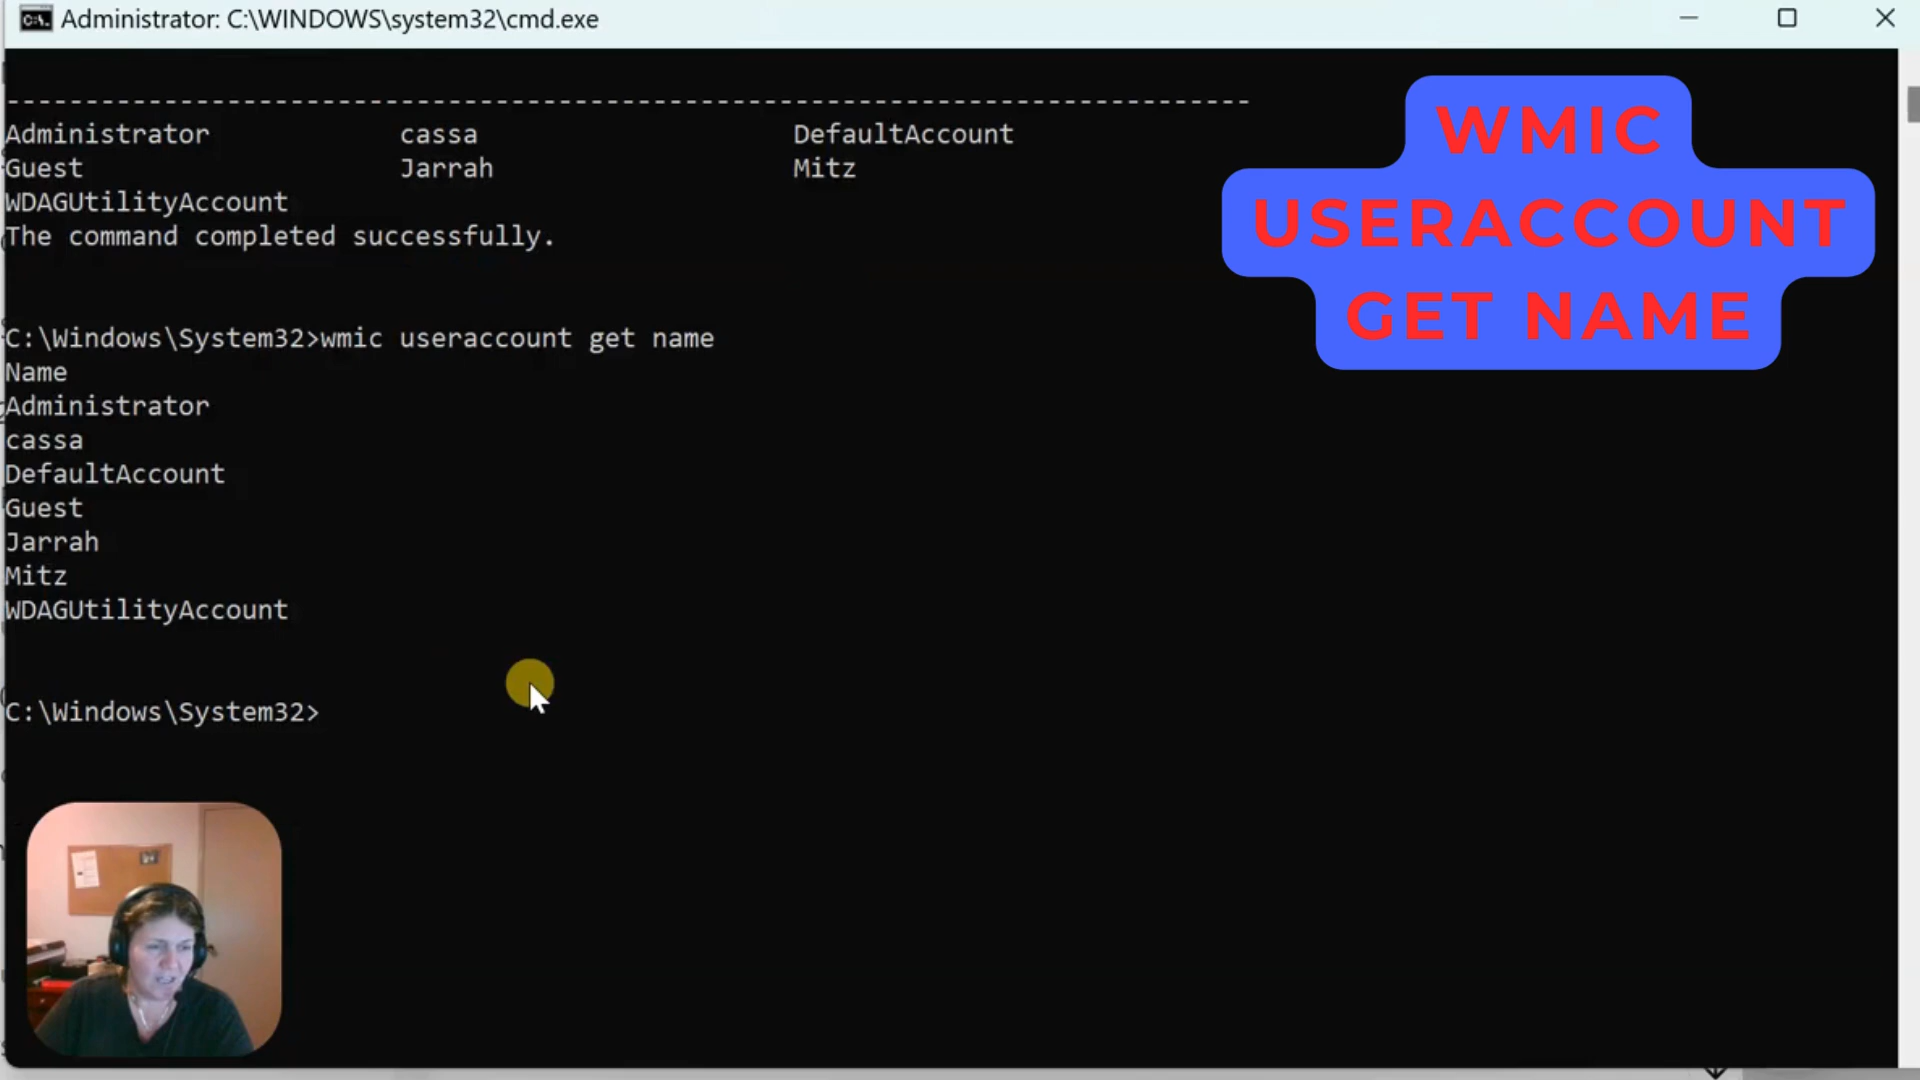 Administrator: C:\WINDOWS\system32\cmd.exe
-------------------------------------------------------------------------------
Administrator            cassa                    DefaultAccount
Guest                    Jarrah                   Mitz
WDAGUtilityAccount
The command completed successfully.
C:\Windows\System32>wmic useraccount get name
Name
Administrator
cassa
DefaultAccount
Guest
Jarrah
Mitz
WDAGUtilityAccount
C:\Windows\System32>
WMIC
USERACCOUNT
GET NAME